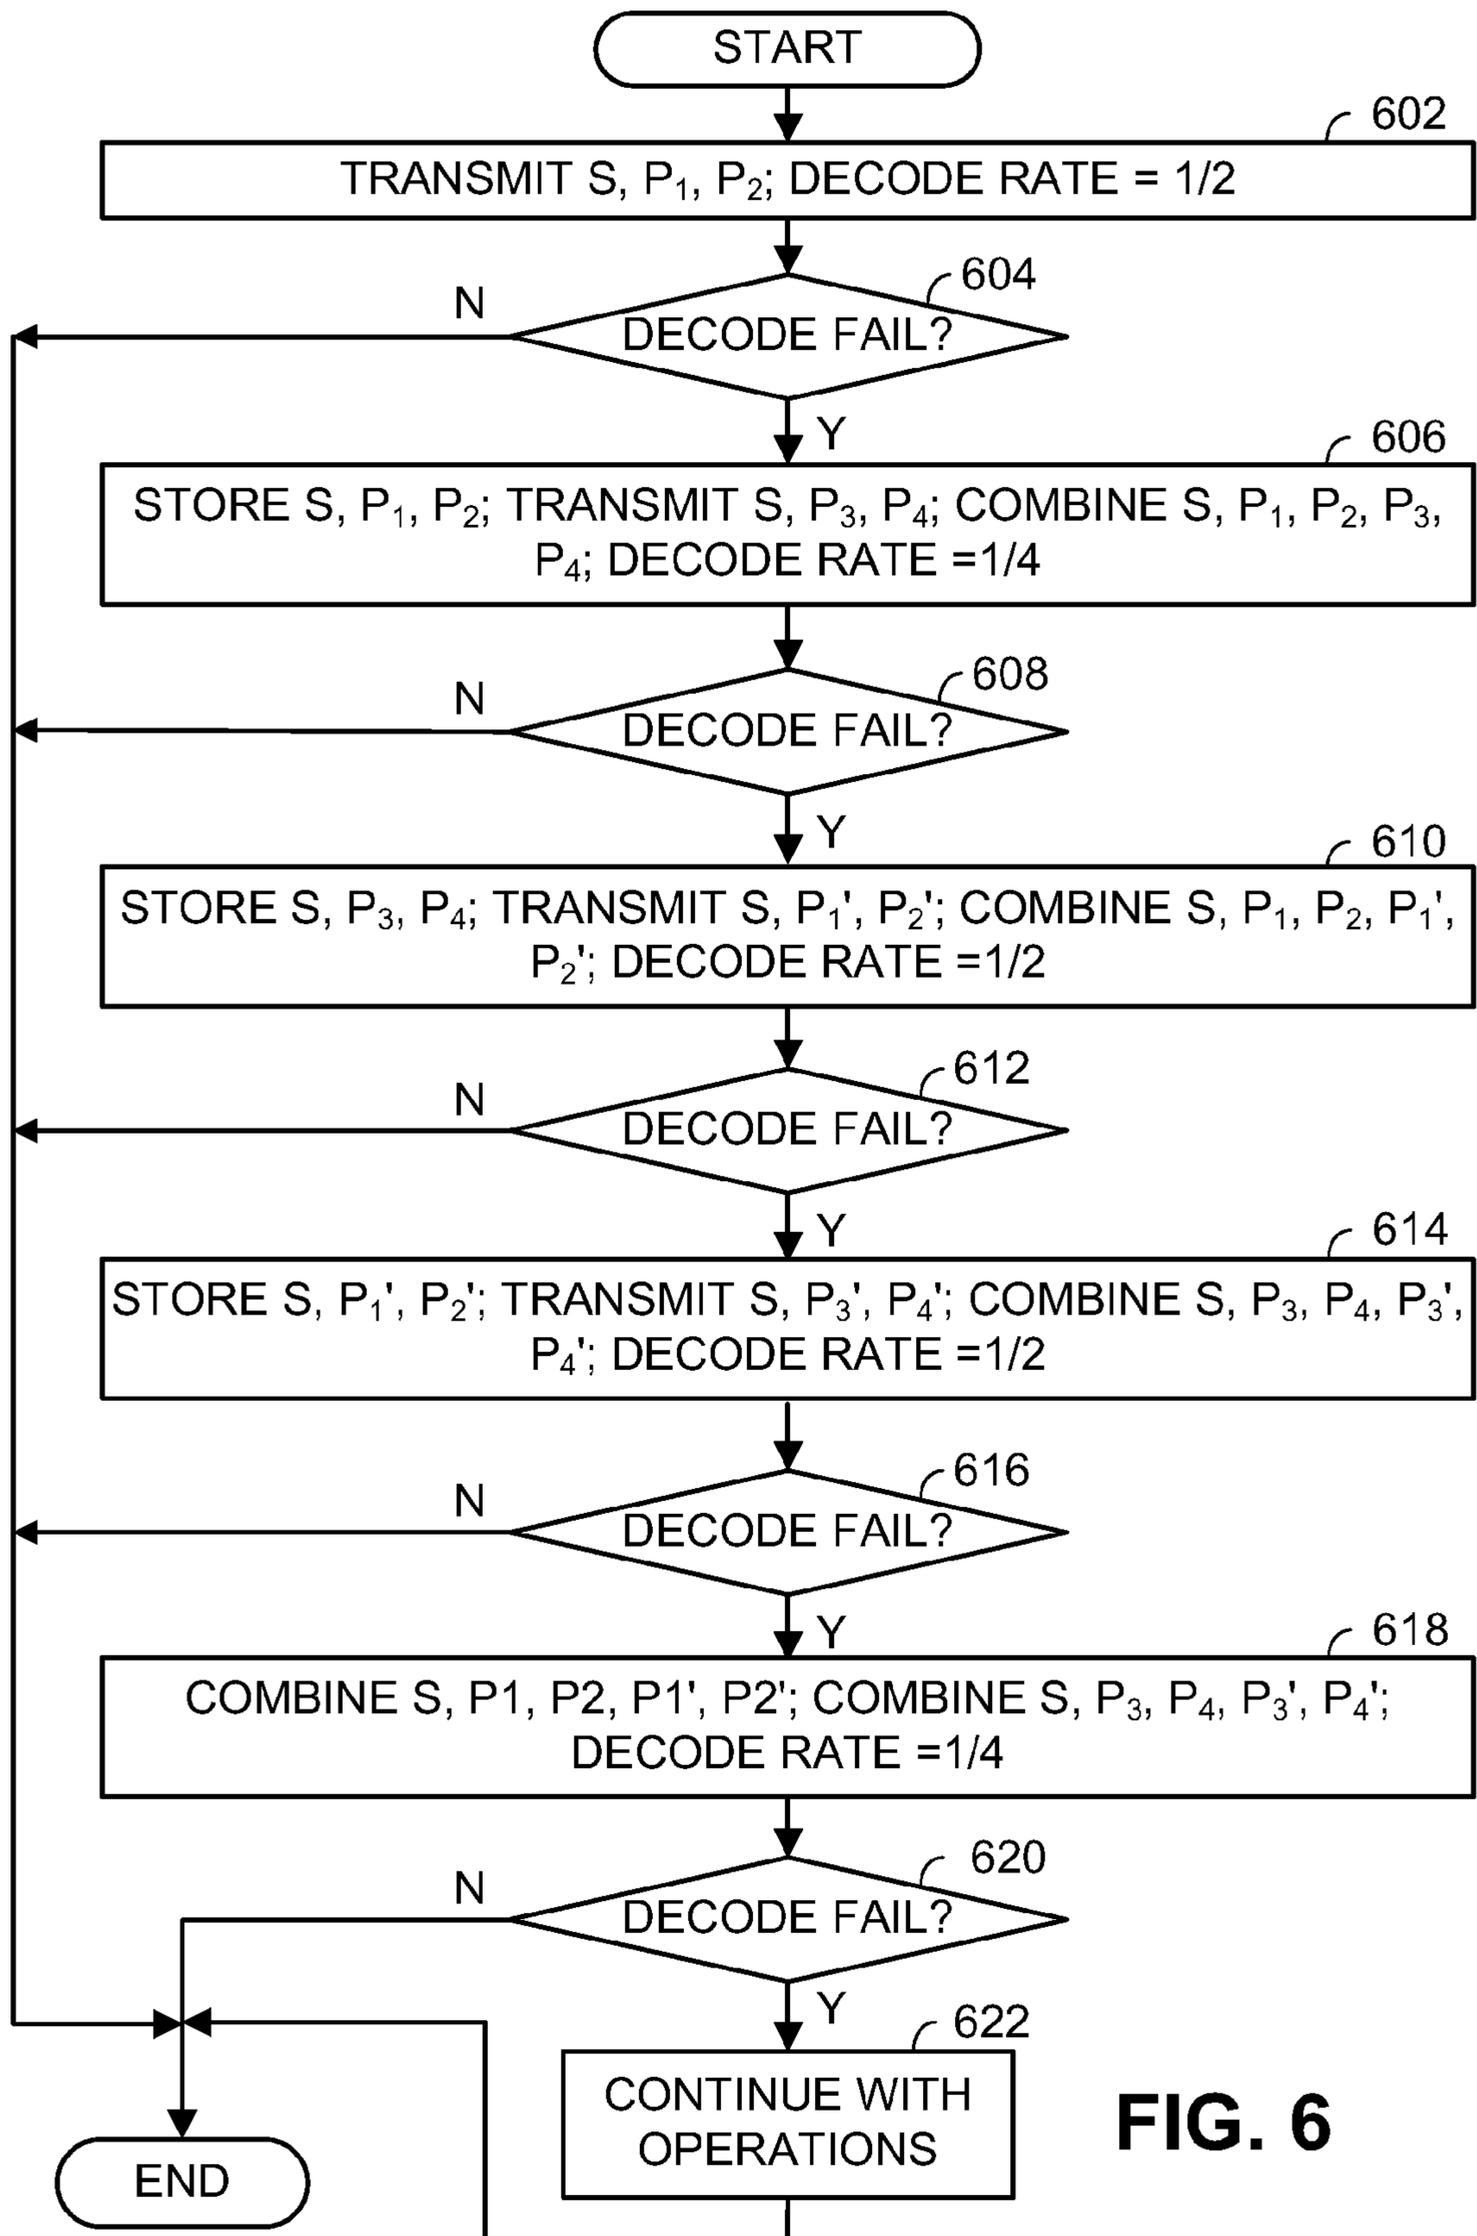 START
602
TRANSMIT S, P₁, P₂; DECODE RATE = 1/2
604
N
DECODE FAIL?
Y
606
STORE S, P₁, P₂; TRANSMIT S, P₃, P₄; COMBINE S, P₁, P₂, P₃,
P₄; DECODE RATE =1/4
608
N
DECODE FAIL?
Y
610
STORE S, P₃, P₄; TRANSMIT S, P₁', P₂'; COMBINE S, P₁, P₂, P₁',
P₂'; DECODE RATE =1/2
612
N
DECODE FAIL?
Y
614
STORE S, P₁', P₂'; TRANSMIT S, P₃', P₄'; COMBINE S, P₃, P₄, P₃',
P₄'; DECODE RATE =1/2
616
N
DECODE FAIL?
Y
618
COMBINE S, P1, P2, P1', P2'; COMBINE S, P₃, P₄, P₃', P₄';
DECODE RATE =1/4
620
N
DECODE FAIL?
Y
622
CONTINUE WITH
OPERATIONS
FIG. 6
END